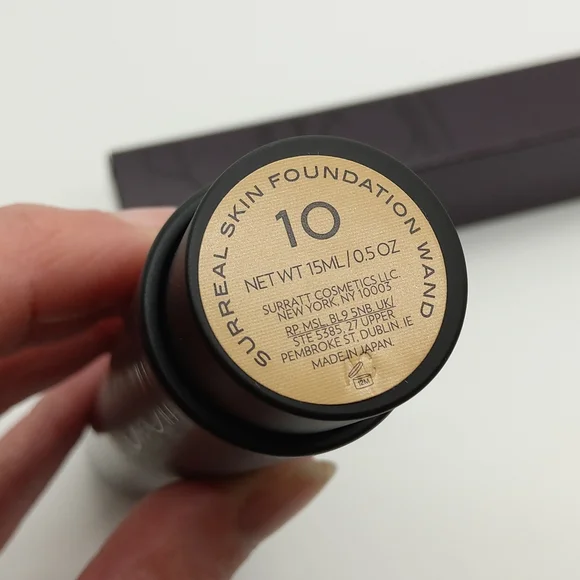 SURREAL SKIN FOUNDATION WAND
10
NET WT 15ML/0.5 OZ
SURRATT COSMETICS LLC.
NEW YORK, NY 10003
RP, MSL, BL9 5NB UK/
STE 5385, 27 UPPER
PEMBROKE ST. DUBLIN. IE
MADE IN JAPAN.